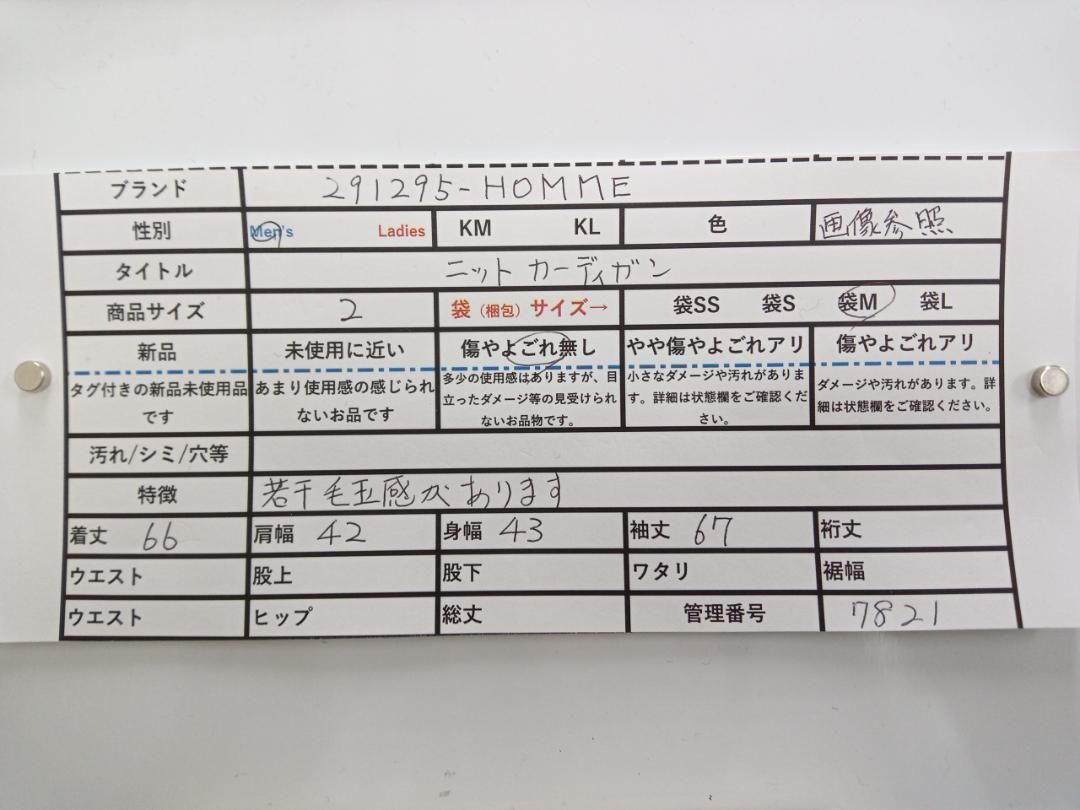 ブランド 291295-HOMME
性別 Men's Ladies KM KL 色 画像参照
タイトル ニットカーディガン
商品サイズ 2 袋（梱包）サイズ→ 袋SS 袋S 袋M 袋L
新品 未使用に近い 傷やよごれ無し やや傷やよごれアリ 傷やよごれアリ
タグ付きの新品未使用品です あまり使用感の感じられないお品です 多少の使用感はありますが、目立ったダメージ等の見受けられないお品物です。 小さなダメージや汚れがあります。詳細は状態欄をご確認ください。 ダメージや汚れがあります。詳細は状態欄をご確認ください。
汚れ/シミ/穴等
特徴 若干毛玉感があります
着丈 66 肩幅 42 身幅 43 袖丈 67 裄丈
ウエスト 股上 股下 ワタリ 裾幅
ウエスト ヒップ 総丈 管理番号 7821